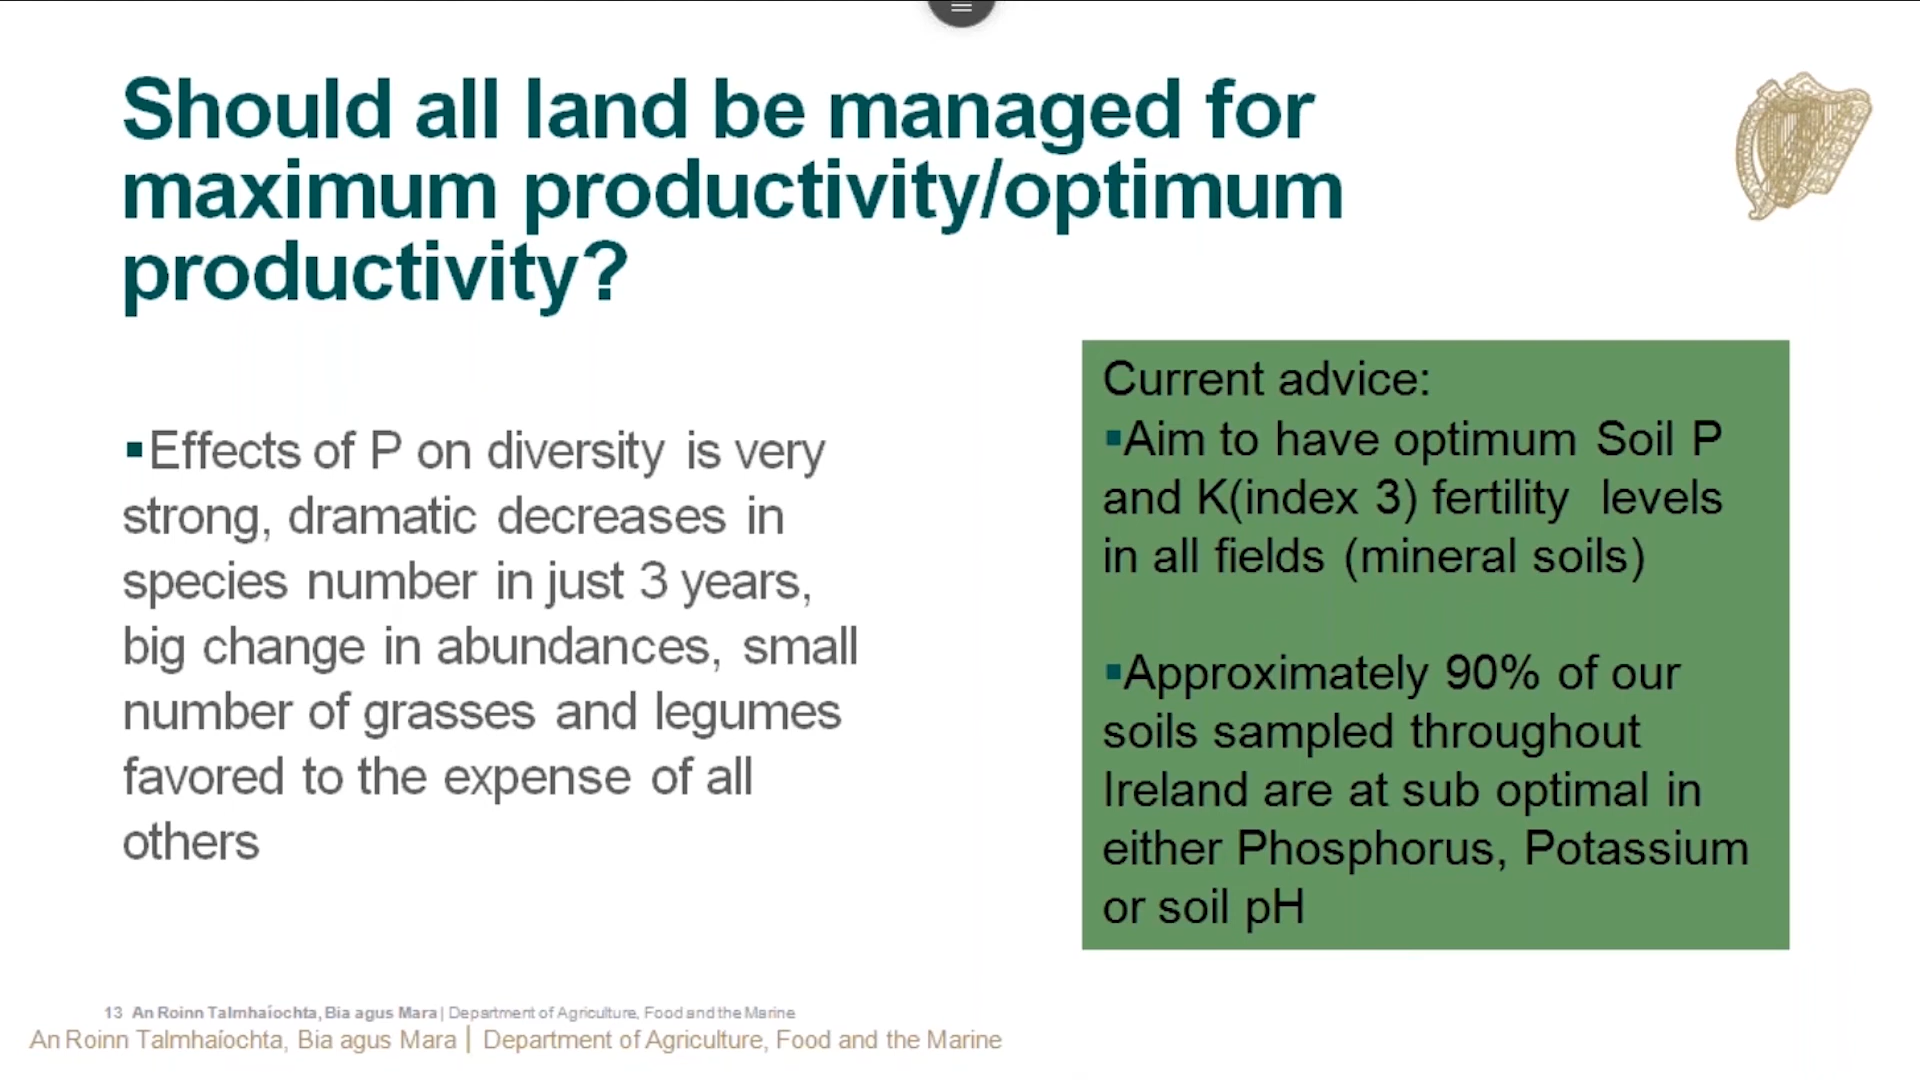 Should all land be managed for
maximum productivity/optimum
productivity?
▪Effects of P on diversity is very
strong, dramatic decreases in
species number in just 3 years,
big change in abundances, small
number of grasses and legumes
favored to the expense of all
others
Current advice:
▪Aim to have optimum Soil P
and K(index 3) fertility levels
in all fields (mineral soils)
▪Approximately 90% of our
soils sampled throughout
Ireland are at sub optimal in
either Phosphorus, Potassium
or soil pH
13 An Roinn Talmhaíochta, Bia agus Mara | Department of Agriculture, Food and the Marine
An Roinn Talmhaíochta, Bia agus Mara | Department of Agriculture, Food and the Marine